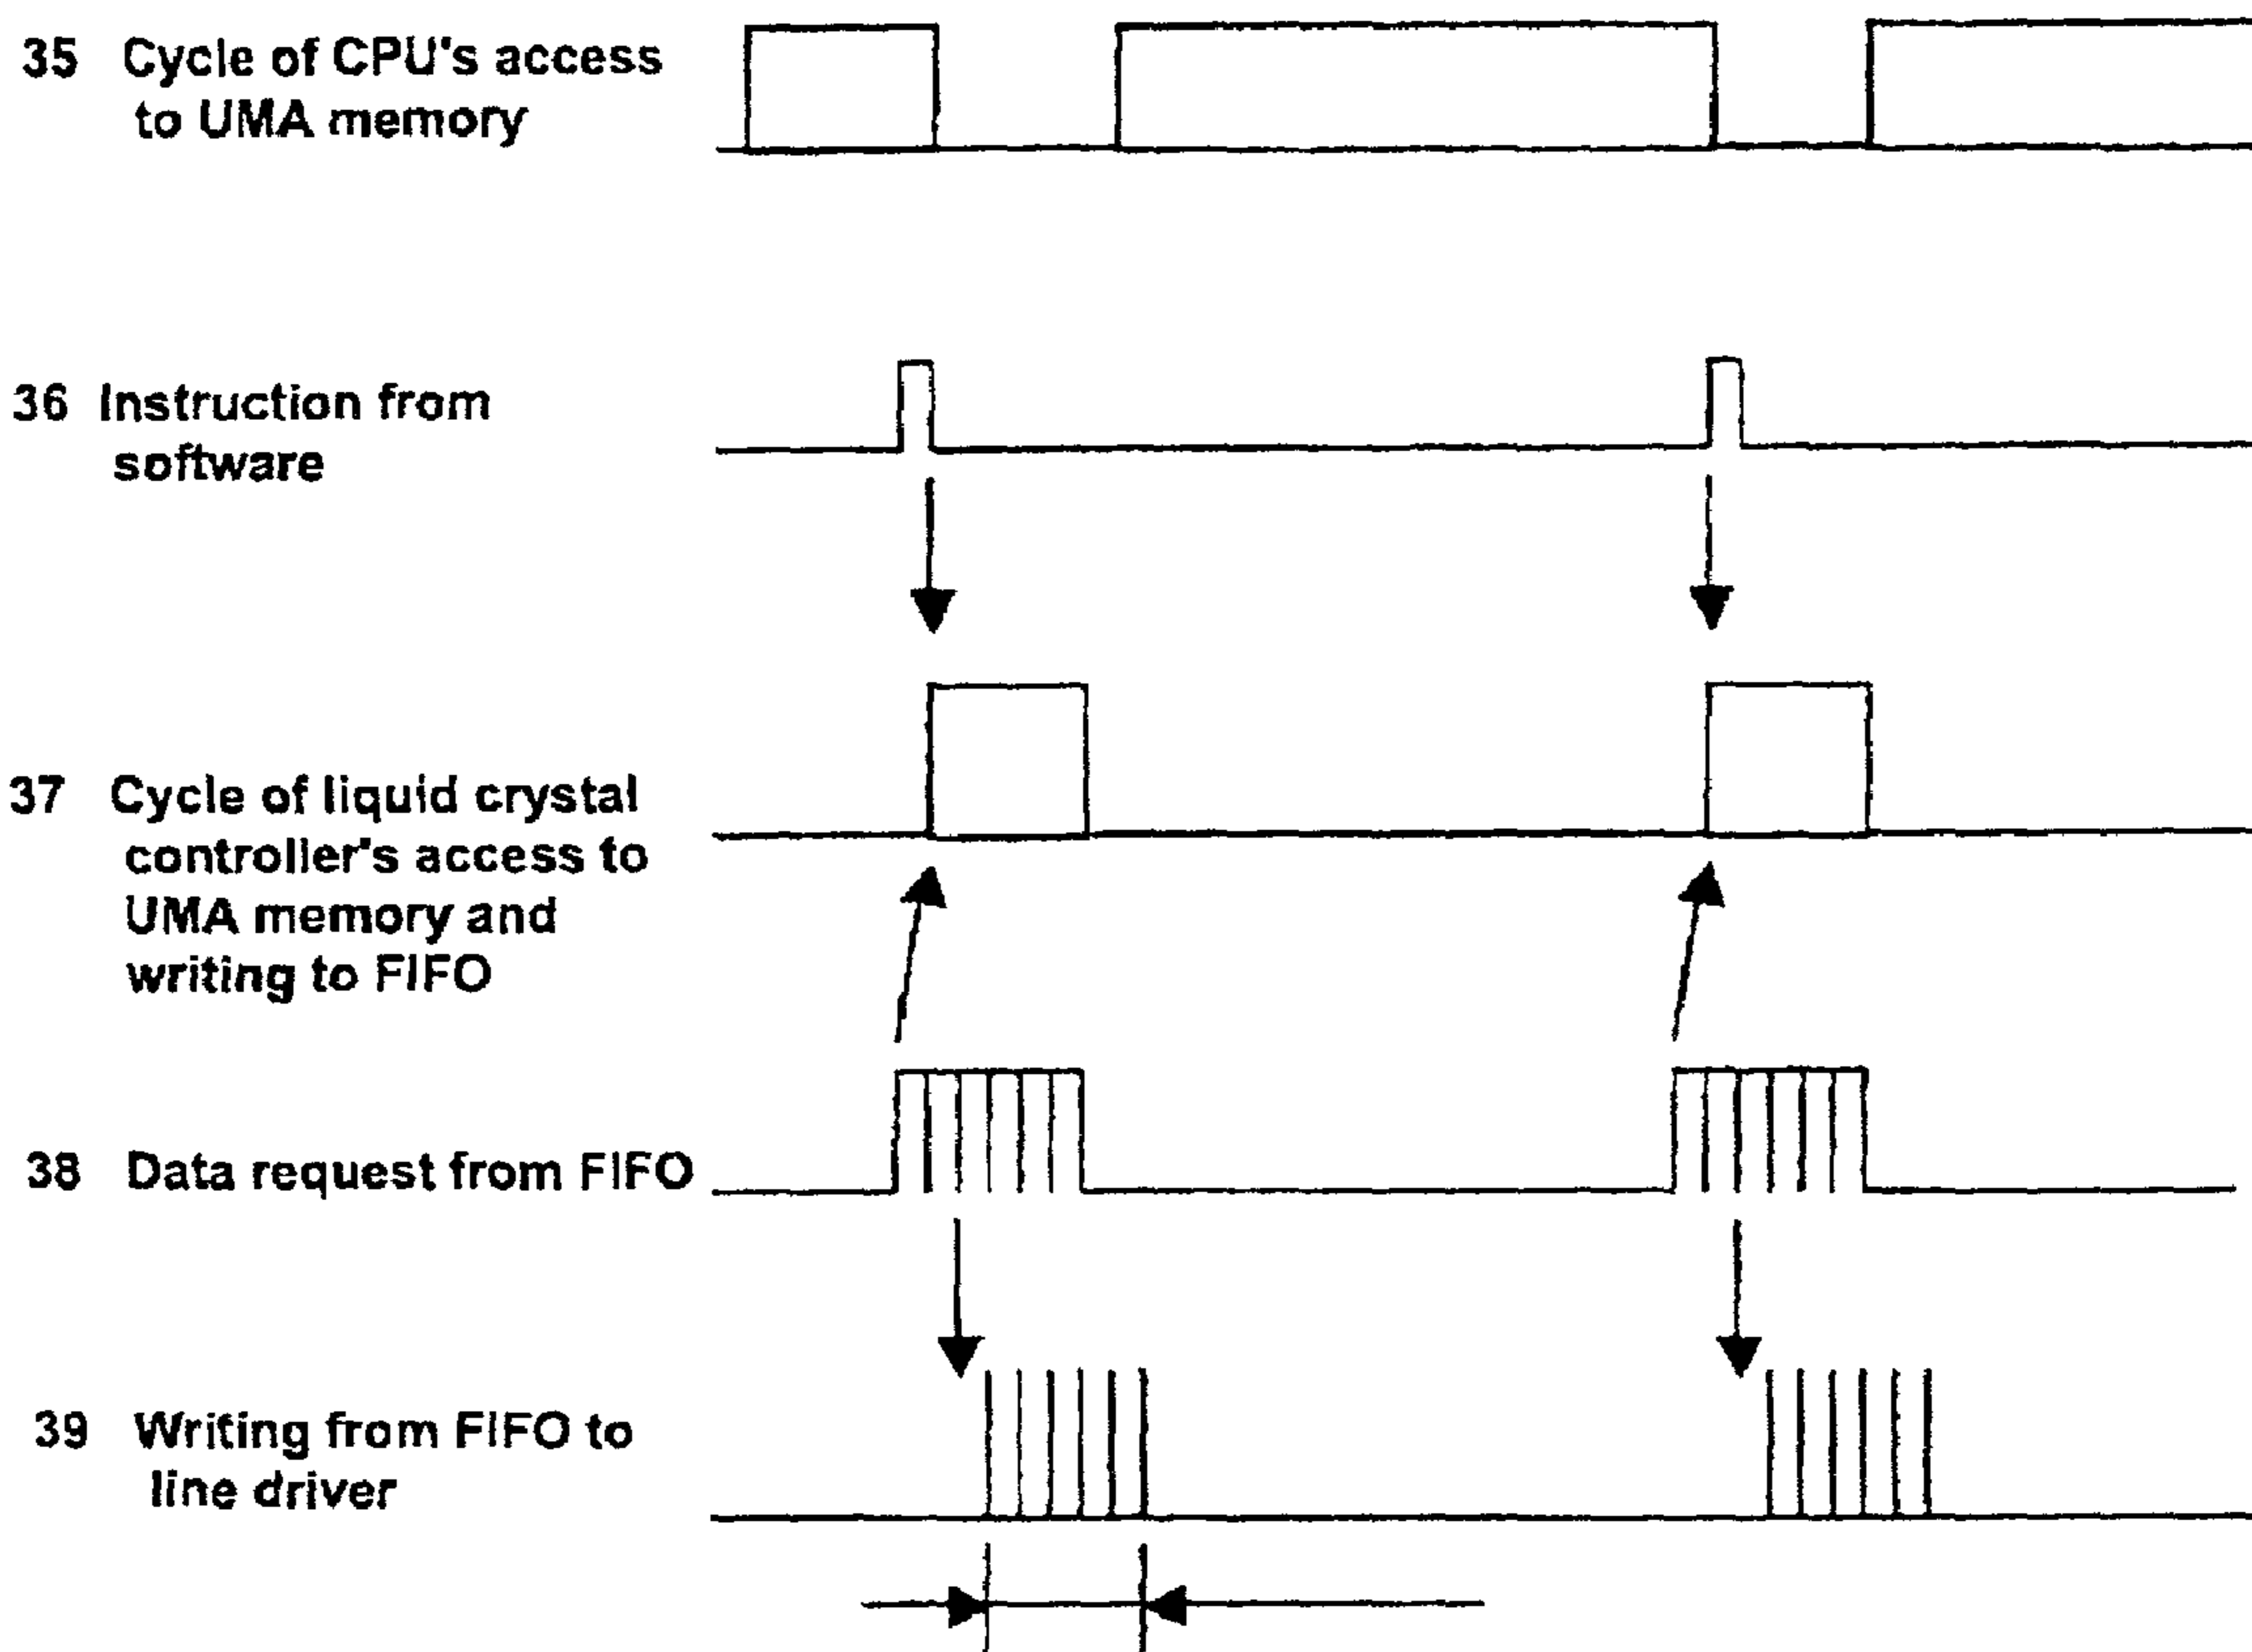 35 Cycle of CPU's access
to UMA memory
36 Instruction from
software
37 Cycle of liquid crystal
controller's access to
UMA memory and
writing to FIFO
38 Data request from FIFO
39 Writing from FIFO to
line driver